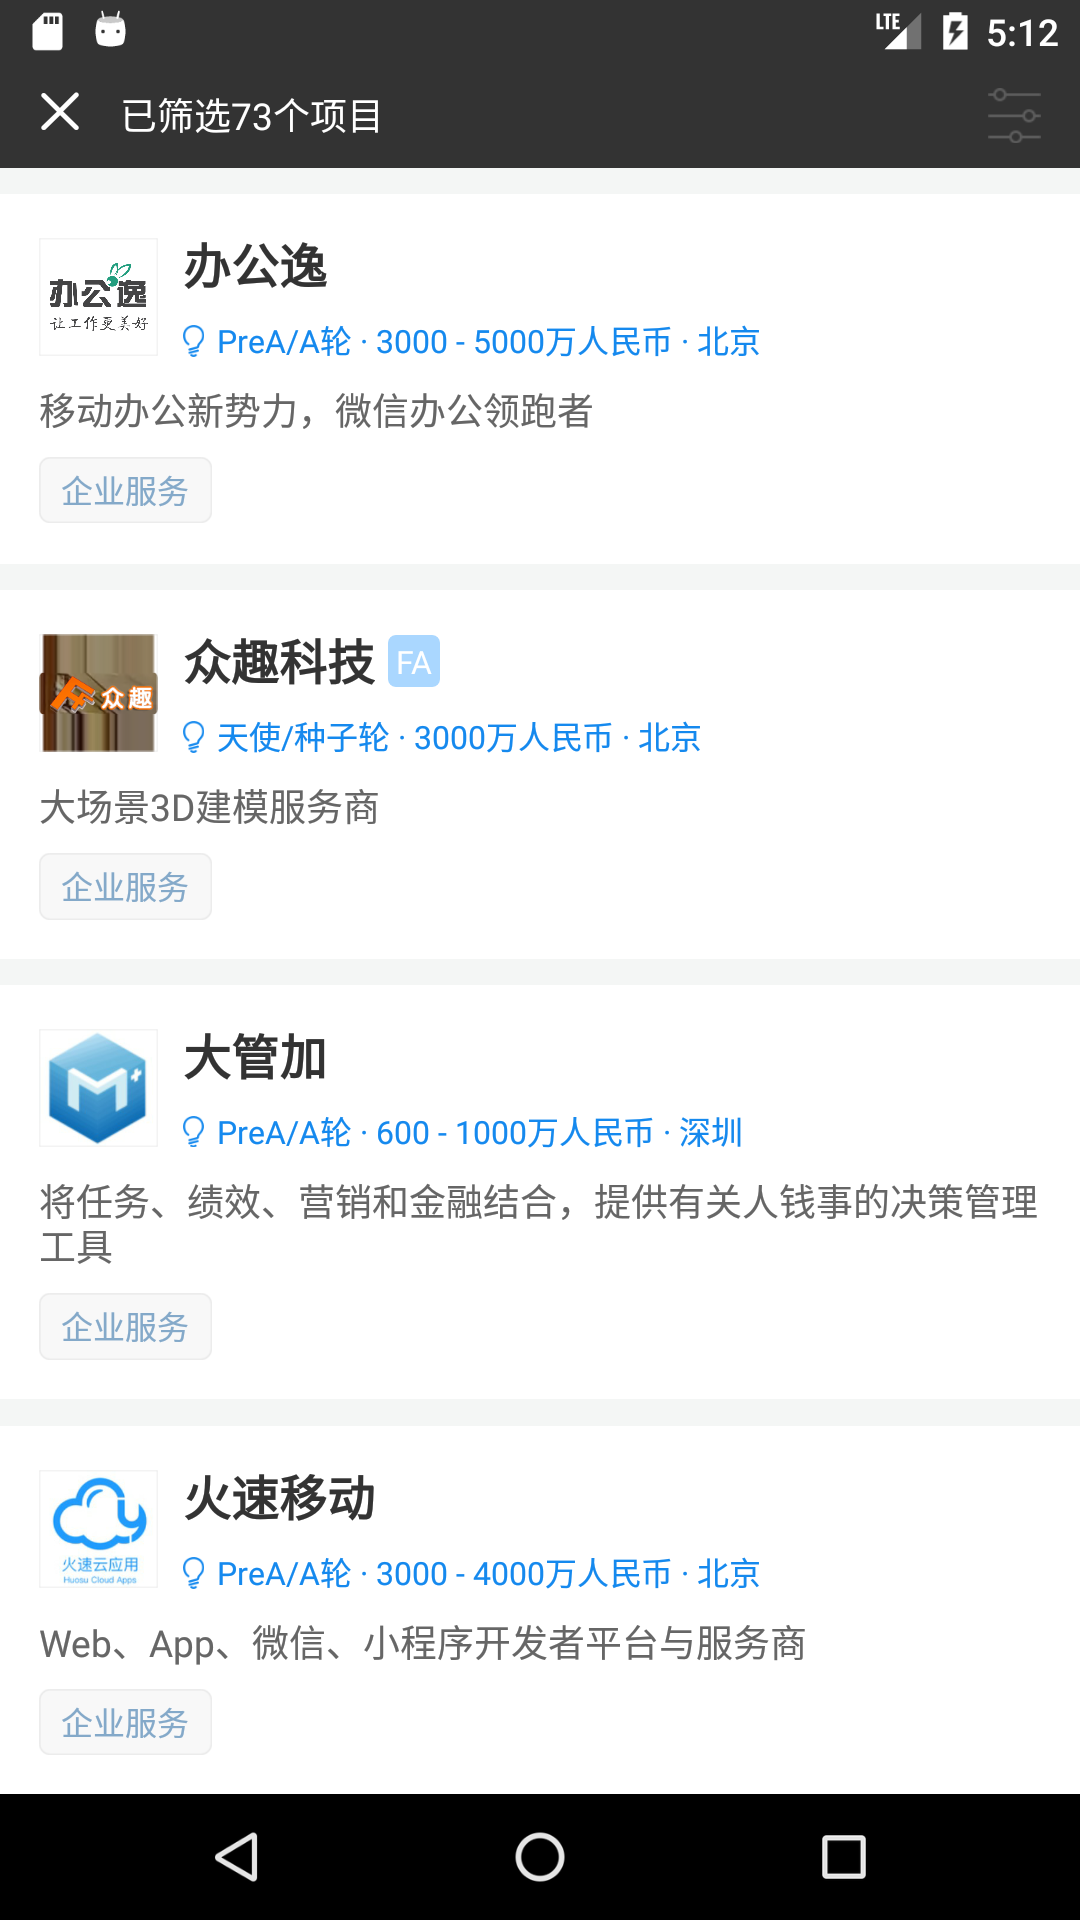 LTE 5:12
已筛选73个项目
办公逸
让工作更美好
办公逸
PreA/A轮 · 3000 - 5000万人民币 · 北京
移动办公新势力，微信办公领跑者
企业服务
众趣
众趣科技 FA
天使/种子轮 · 3000万人民币 · 北京
大场景3D建模服务商
企业服务
M+
大管加
PreA/A轮 · 600 - 1000万人民币 · 深圳
将任务、绩效、营销和金融结合，提供有关人钱事的决策管理
工具
企业服务
火速云应用
Huosu Cloud Apps
火速移动
PreA/A轮 · 3000 - 4000万人民币 · 北京
Web、App、微信、小程序开发者平台与服务商
企业服务